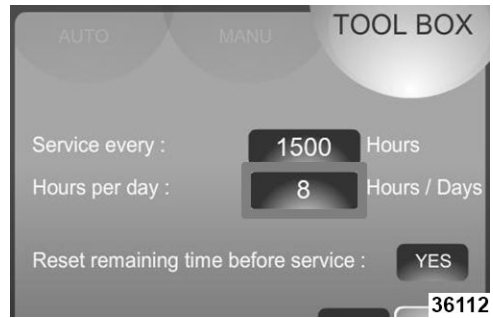 AUTO MANU TOOL BOX
Service every : 1500 Hours
Hours per day : 8 Hours / Days
Reset remaining time before service : YES
36112